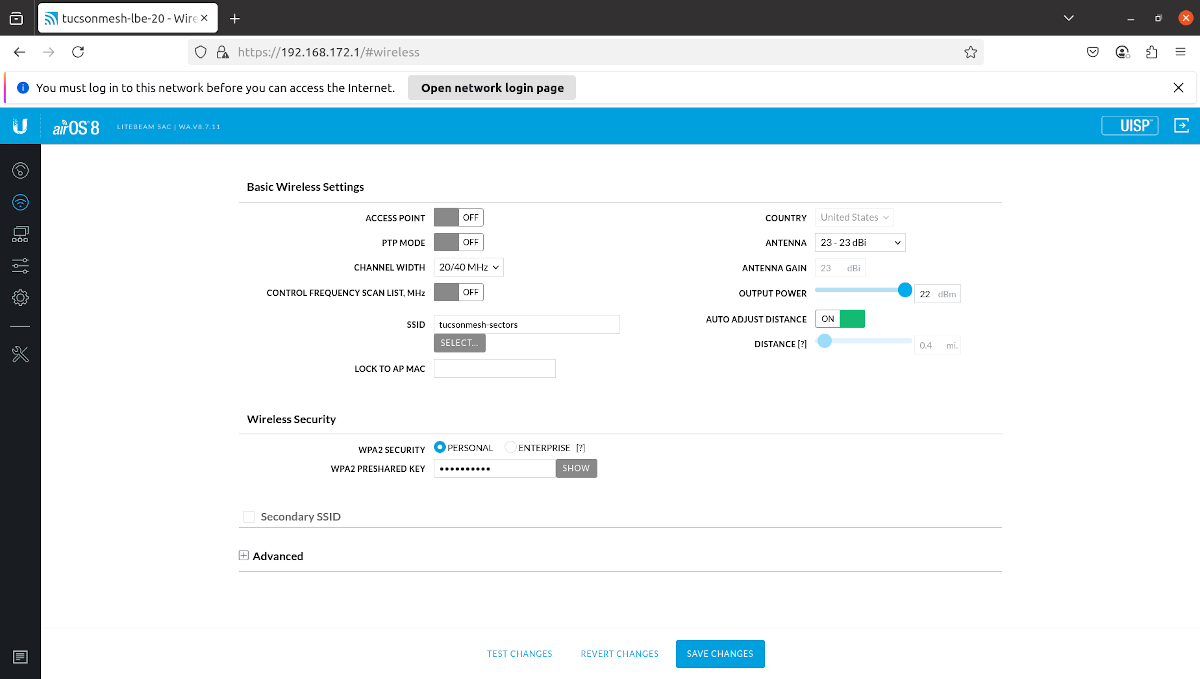 tucsonmesh-lbe-20 - Wire
https://192.168.172.1/#wireless
You must log in to this network before you can access the Internet.
Open network login page
airOS 8
LITEBEAM 5AC | WA.V8.7.11
UISP
Basic Wireless Settings
ACCESS POINT OFF
PTP MODE OFF
CHANNEL WIDTH 20/40 MHz
CONTROL FREQUENCY SCAN LIST, MHz OFF
SSID tucsonmesh-sectors
SELECT...
LOCK TO AP MAC
COUNTRY United States
ANTENNA 23 - 23 dBi
ANTENNA GAIN 23 dBi
OUTPUT POWER 22 dBm
AUTO ADJUST DISTANCE ON
DISTANCE [?] 0.4 mi.
Wireless Security
WPA2 SECURITY PERSONAL ENTERPRISE [?]
WPA2 PRESHARED KEY •••••••••• SHOW
Secondary SSID
Advanced
TEST CHANGES REVERT CHANGES SAVE CHANGES